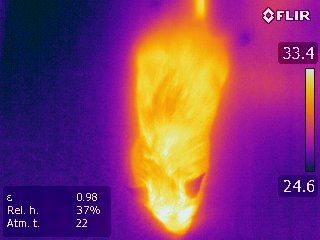 FLIR
33.4
24.6
ε 0.98
Rel. h. 37%
Atm. t. 22